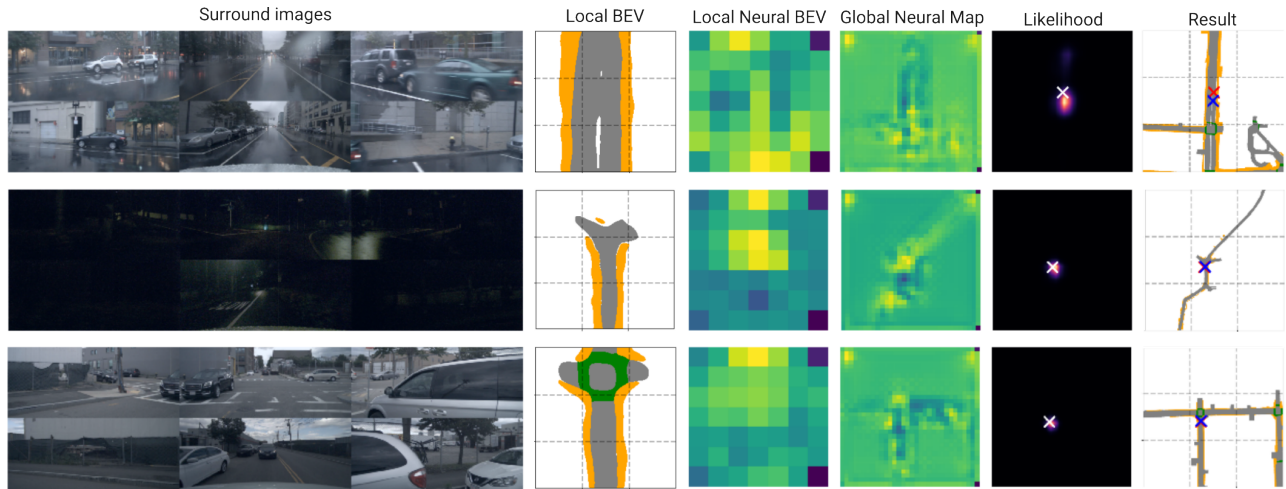 Surround images
Local BEV
Local Neural BEV
Global Neural Map
Likelihood
Result